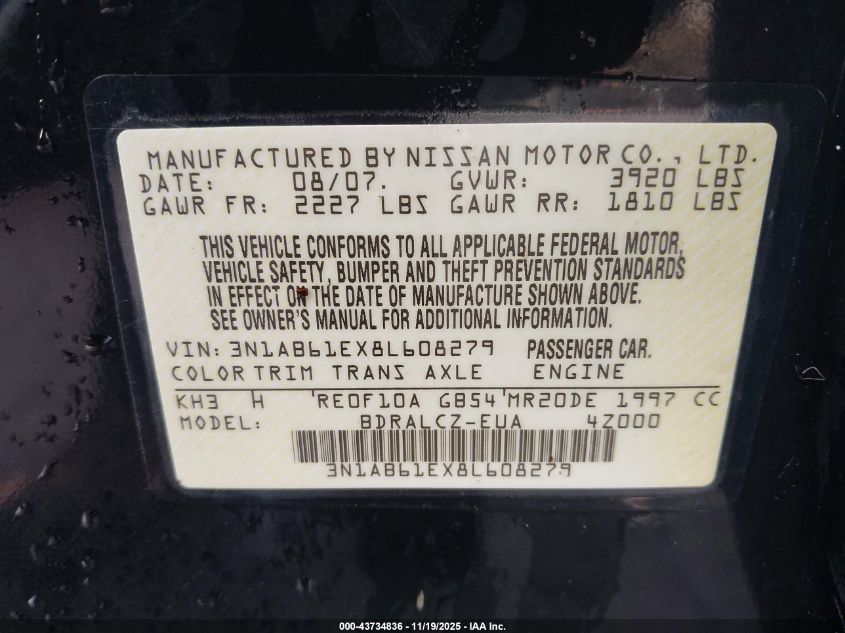 MANUFACTURED BY NISSAN MOTOR CO., LTD.
DATE: 08/07. GVWR: 3920 LBS
GAWR FR: 2227 LBS GAWR RR: 1810 LBS
THIS VEHICLE CONFORMS TO ALL APPLICABLE FEDERAL MOTOR,
VEHICLE SAFETY, BUMPER AND THEFT PREVENTION STANDARDS
IN EFFECT ON THE DATE OF MANUFACTURE SHOWN ABOVE.
SEE OWNER'S MANUAL FOR ADDITIONAL INFORMATION.
VIN: 3N1AB61EX8L608279 PASSENGER CAR.
COLOR TRIM TRANS AXLE ENGINE
KH3 H 'RE0F10A GB54'MR20DE 1997 CC
MODEL: BDRALCZ-EUA 4Z000
3N1AB61EX8L608279
000-43734836 - 11/19/2025 - IAA Inc.